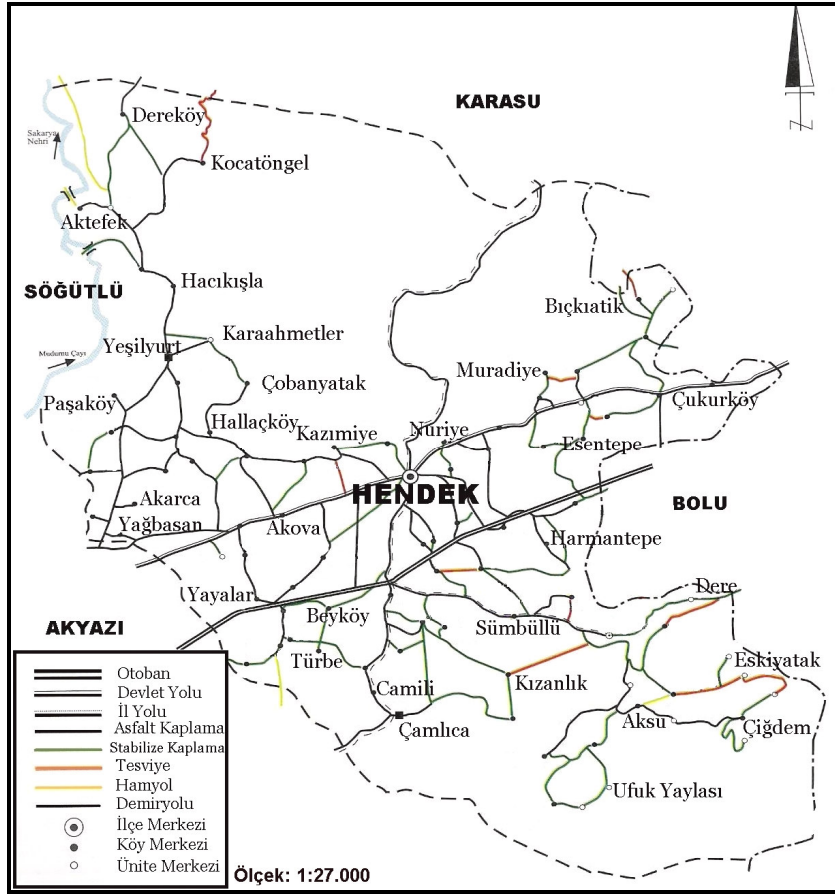 KARASU
Dereköy
Sakarya
Nehri
Kocatöngel
Aktefek
SÖĞÜTLÜ
Hacıkışla
Bıçkıatik
Karaahmetler
Yeşilyurt
Mudurnu Çayı
Muradiye
Çobanyatak
Paşaköy
Çukurköy
Hallaçköy
Kazımiye
Nuriye
Esentepe
HENDEK
Akarca
BOLU
Yağbasan
Akova
Harmantepe
Dere
Yayalar
Beyköy
AKYAZI
Sümbüllü
Türbe
Eskiyatak
Kızanlık
Camili
Aksu
Çiğdem
Çamlıca
Ufuk Yaylası
Otoban
Devlet Yolu
İl Yolu
Asfalt Kaplama
Stabilize Kaplama
Tesviye
Hamyol
Demiryolu
İlçe Merkezi
Köy Merkezi
Ünite Merkezi
Ölçek: 1:27.000